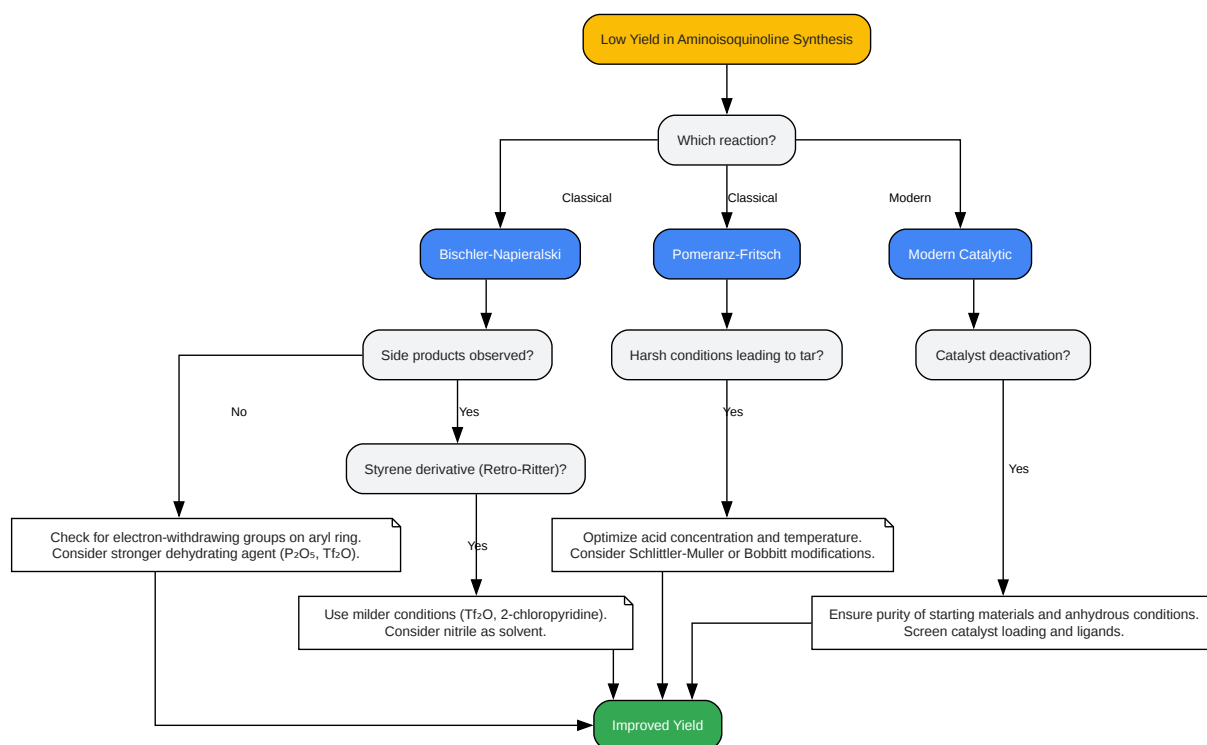 Low Yield in Aminoisoquinoline Synthesis
Which reaction?
Classical
Classical
Modern
Bischler-Napieralski
Pomeranz-Fritsch
Modern Catalytic
Side products observed?
Harsh conditions leading to tar?
Catalyst deactivation?
No
Yes
Yes
Styrene derivative (Retro-Ritter)?
Yes
Check for electron-withdrawing groups on aryl ring.
Consider stronger dehydrating agent (P₂O₅, Tf₂O).
Optimize acid concentration and temperature.
Consider Schlittler-Muller or Bobbitt modifications.
Yes
Use milder conditions (Tf₂O, 2-chloropyridine).
Consider nitrile as solvent.
Ensure purity of starting materials and anhydrous conditions.
Screen catalyst loading and ligands.
Improved Yield